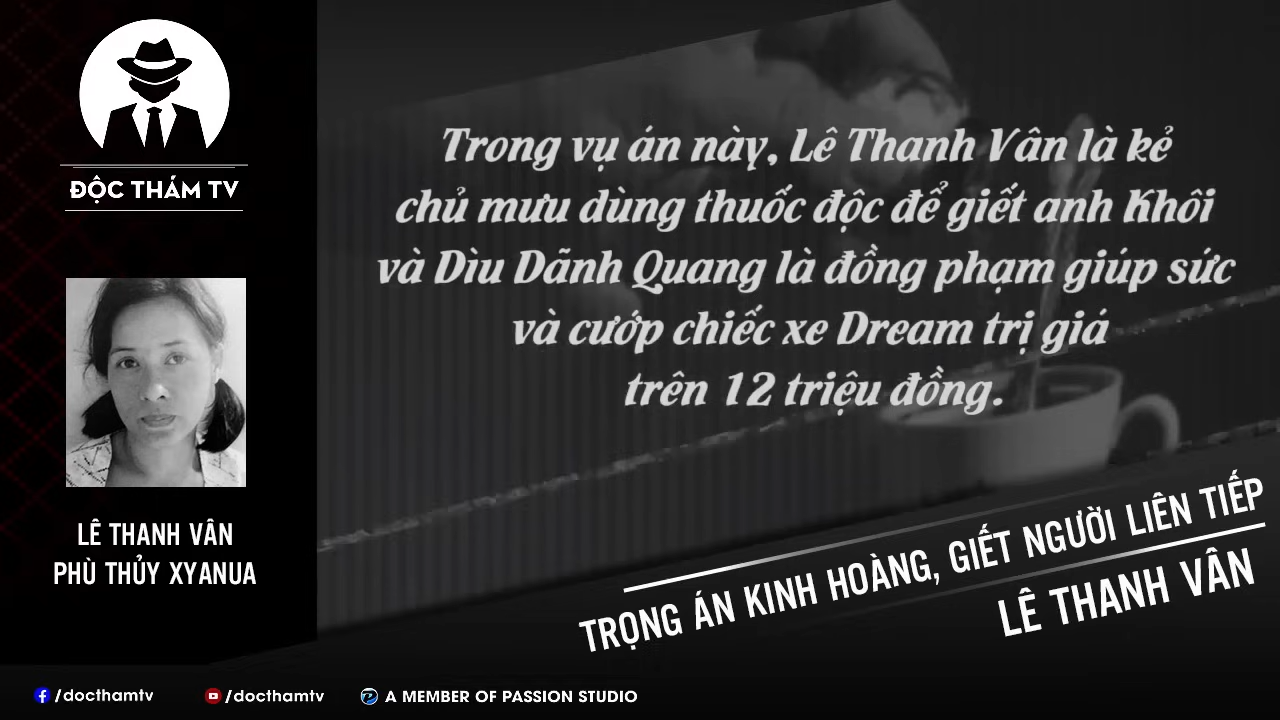 ĐỘC THÁM TV
LÊ THANH VÂN
PHÙ THỦY XYANUA
Trong vụ án này, Lê Thanh Vân là kẻ
chủ mưu dùng thuốc độc để giết anh Khôi
và Dìu Dãnh Quang là đồng phạm giúp sức
và cướp chiếc xe Dream trị giá
trên 12 triệu đồng.
TRỌNG ÁN KINH HOÀNG, GIẾT NGƯỜI LIÊN TIẾP
LÊ THANH VÂN
/docthamtv
/docthamtv
A MEMBER OF PASSION STUDIO